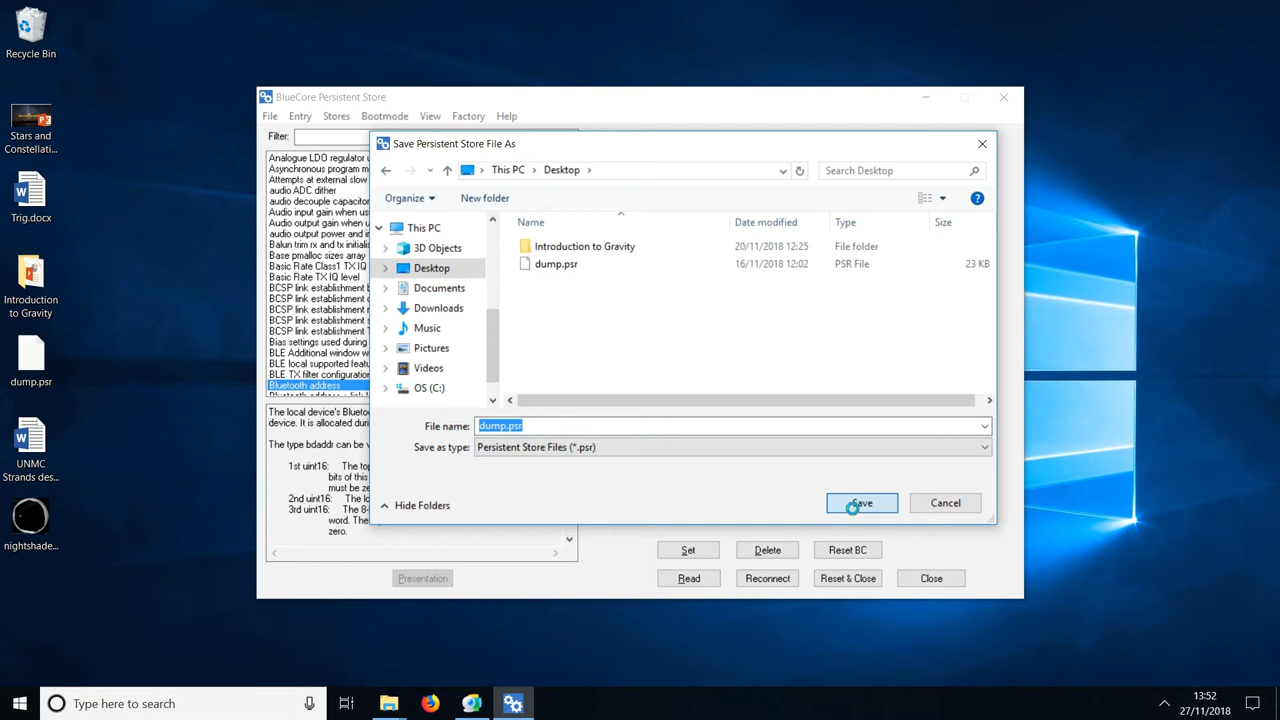 Recycle Bin
Stars and
Constellati...
Trig.docx
Introduction
to Gravity
dump.psr
UNMC
Strands des...
nightshade...
BlueCore Persistent Store
File Entry Stores Bootmode View Factory Help
Filter:
Analogue LDO regulator
Asynchronous program m
Attempts at external slow
audio ADC dither
audio decouple capacitor
Audio input gain when us
Audio output gain when u
audio output power and i
Balun trim rx and tx initialis
Base pmalloc sizes array
Basic Rate Class1 TX IQ
Basic Rate TX IQ level
BCSP link establishment
BCSP link establishment
BCSP link establishment
BCSP link establishment
Bias settings used during
BLE Additional window w
BLE local supported featu
BLE TX filter configuration
Bluetooth address
The local device's Bluetoo
device. It is allocated durin
The type bdaddr can be (
1st uint16: The top
bits of this
must be ze
2nd uint16: The lo
3rd uint16: The 8-
word. The
zero.
Presentation
Set Delete Reset BC
Read Reconnect Reset & Close Close
Save Persistent Store File As
This PC Desktop
Search Desktop
Organize New folder
This PC
3D Objects
Desktop
Documents
Downloads
Music
Pictures
Videos
OS (C:)
Name Date modified Type Size
Introduction to Gravity 20/11/2018 12:25 File folder
dump.psr 16/11/2018 12:02 PSR File 23 KB
File name: dump.psr
Save as type: Persistent Store Files (*.psr)
Hide Folders
Save Cancel
Type here to search
13:52
27/11/2018